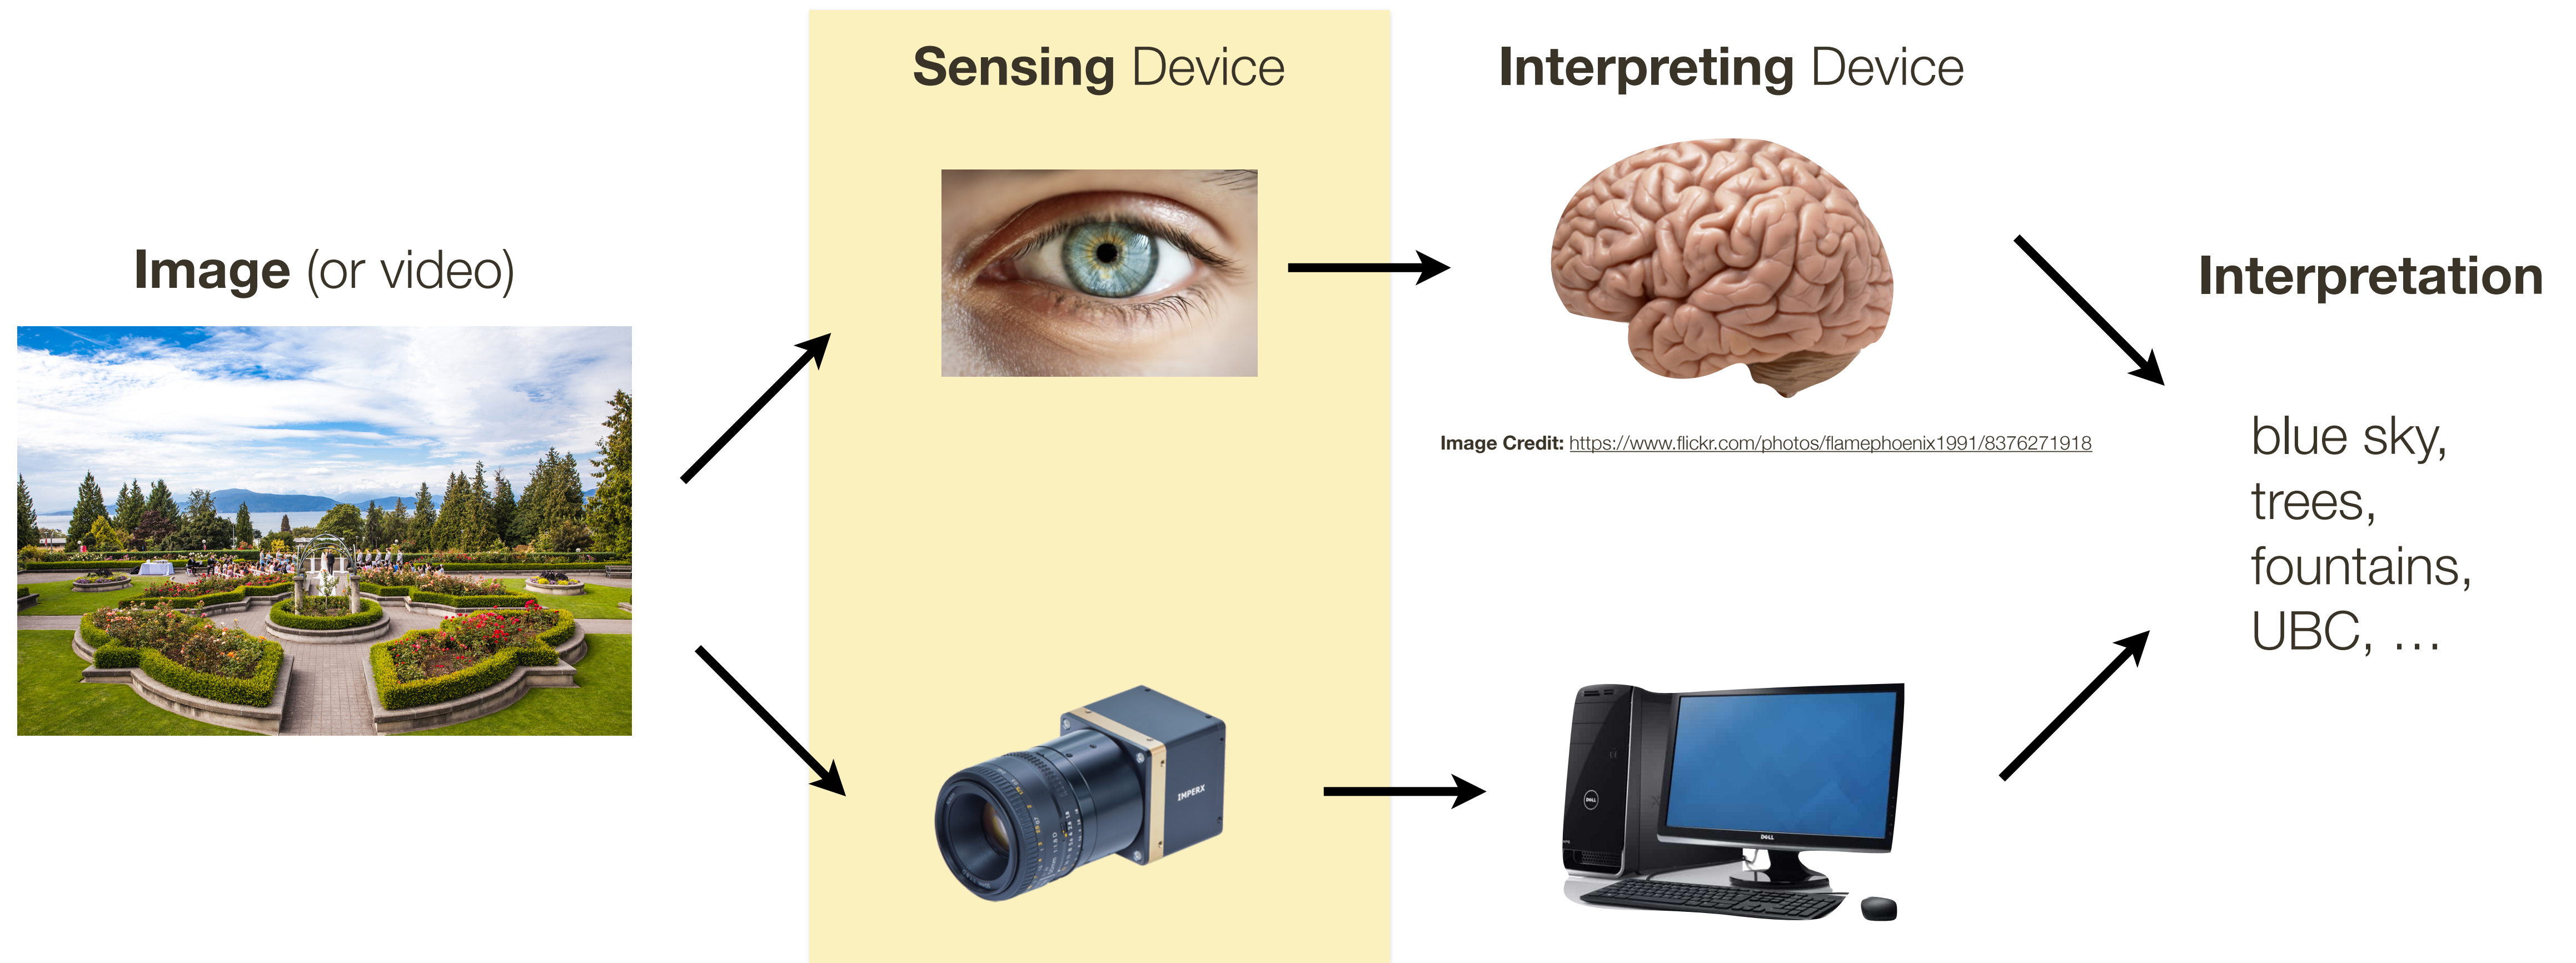 Sensing Device
Interpreting Device
Image (or video)
Interpretation
Image Credit: https://www.flickr.com/photos/flamephoenix1991/8376271918
blue sky,
trees,
fountains,
UBC, …
IMPERX
DELL
DELL